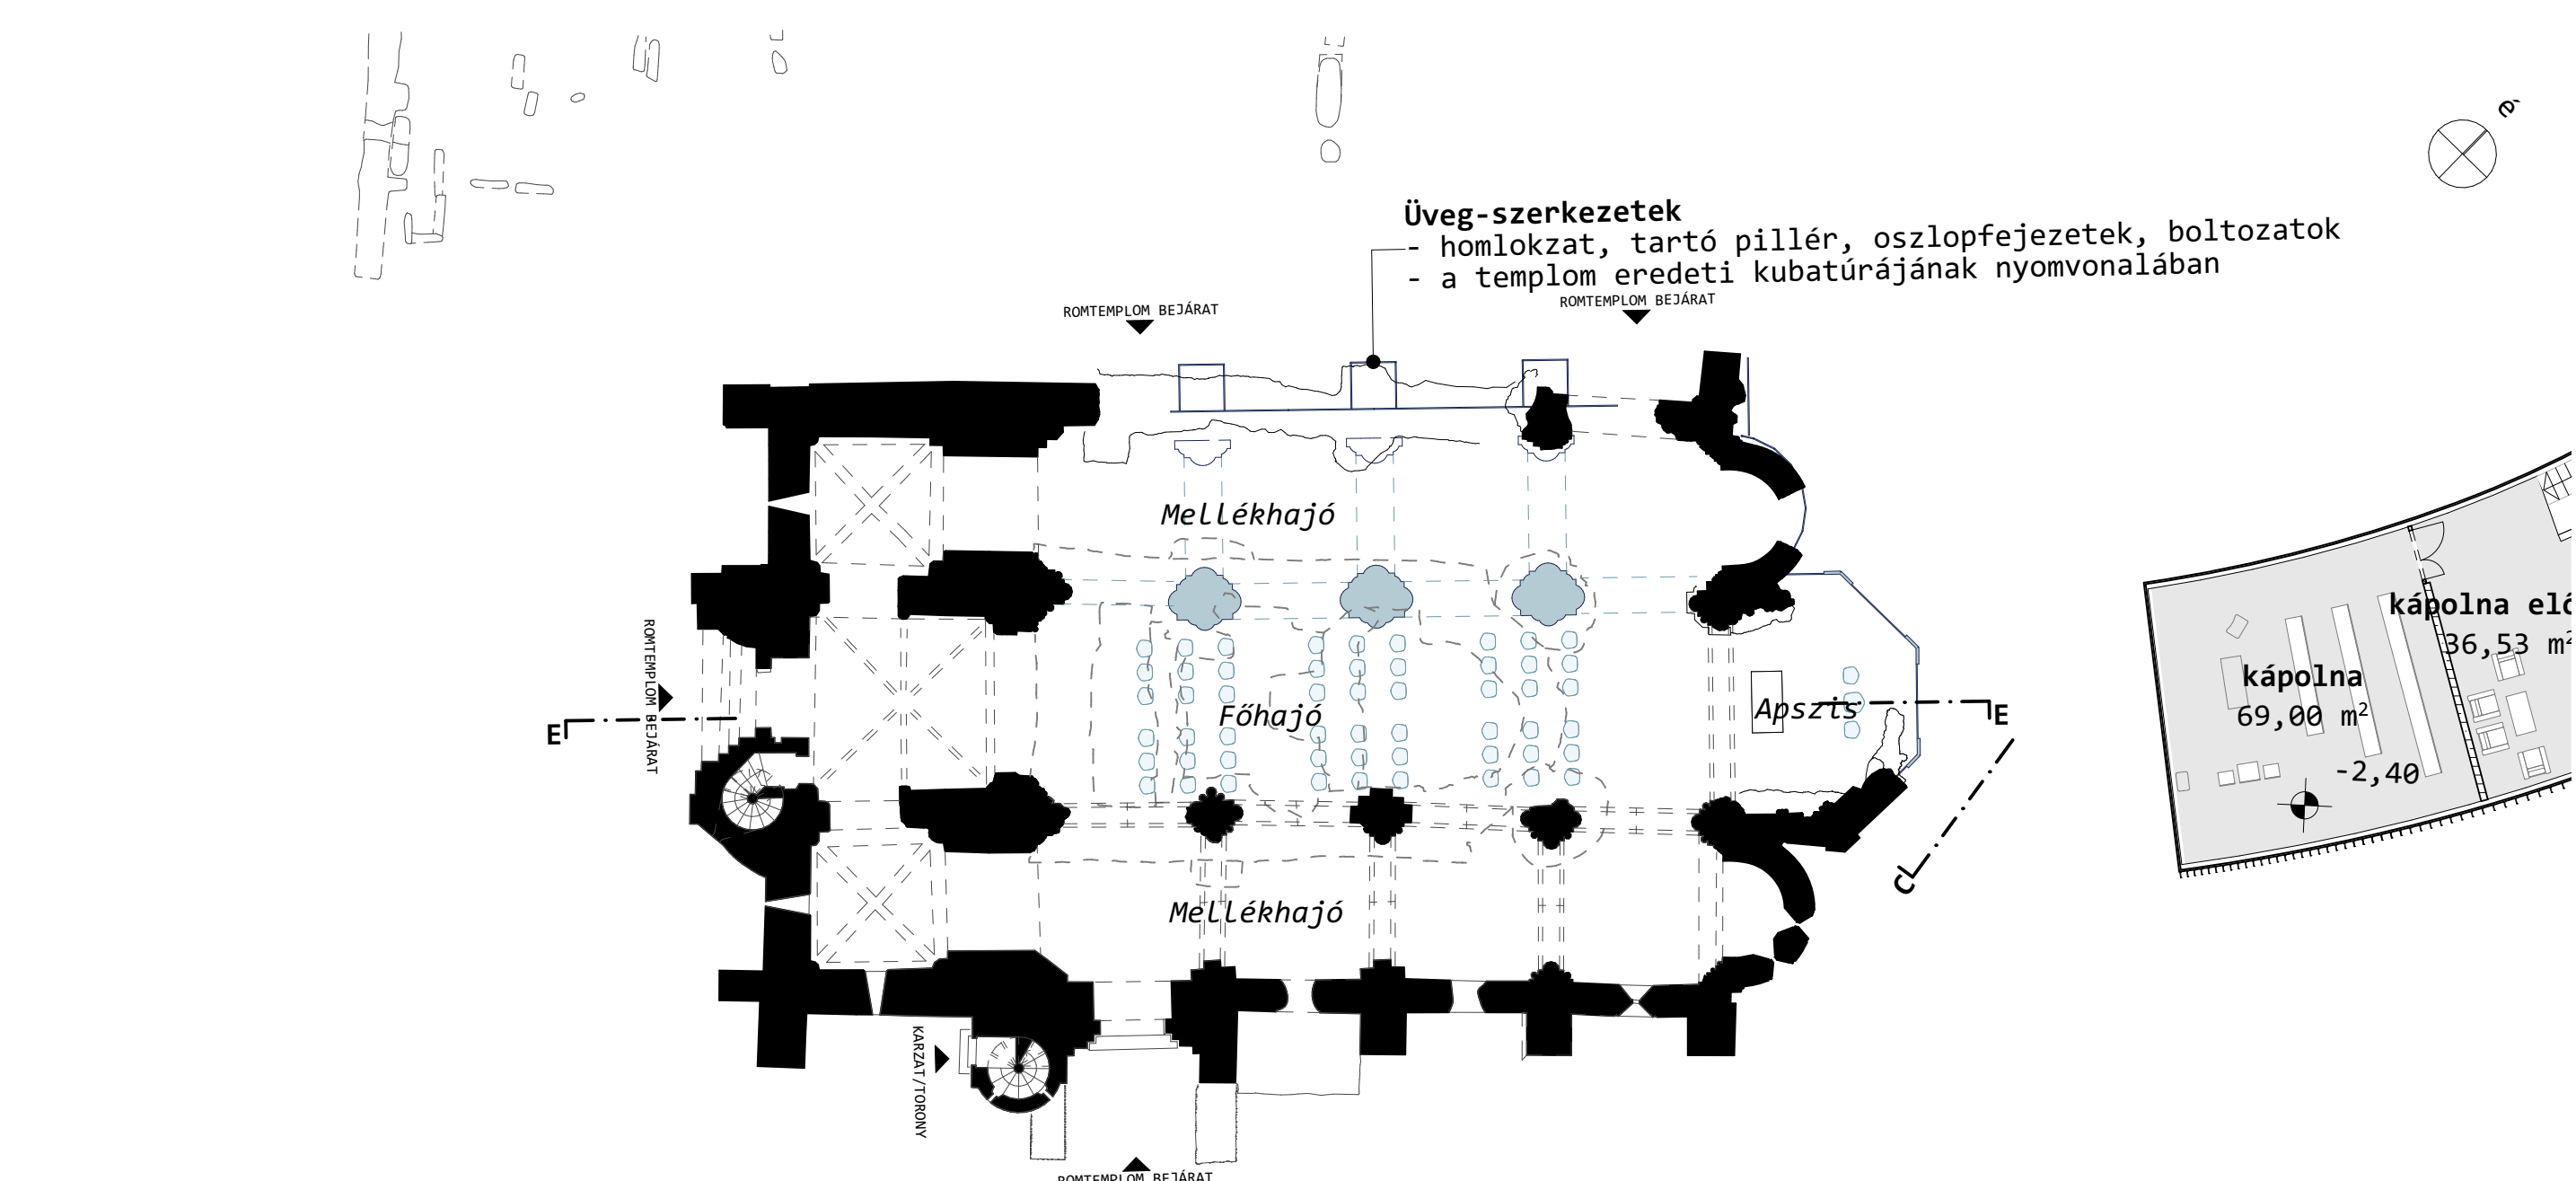 é
Üveg-szerkezetek
- homlokzat, tartó pillér, oszlopfejezetek, boltozatok
- a templom eredeti kubatúrájának nyomvonalában
ROMTEMPLOM BEJÁRAT
ROMTEMPLOM BEJÁRAT
Mellékhajó
ROMTEMPLOM BEJÁRAT
Főhajó
Apszis
E
E
C
Mellékhajó
KARZAT/TORONY
ROMTEMPLOM BEJÁRAT
kápolna
36,53 m²
kápolna
69,00 m²
-2,40